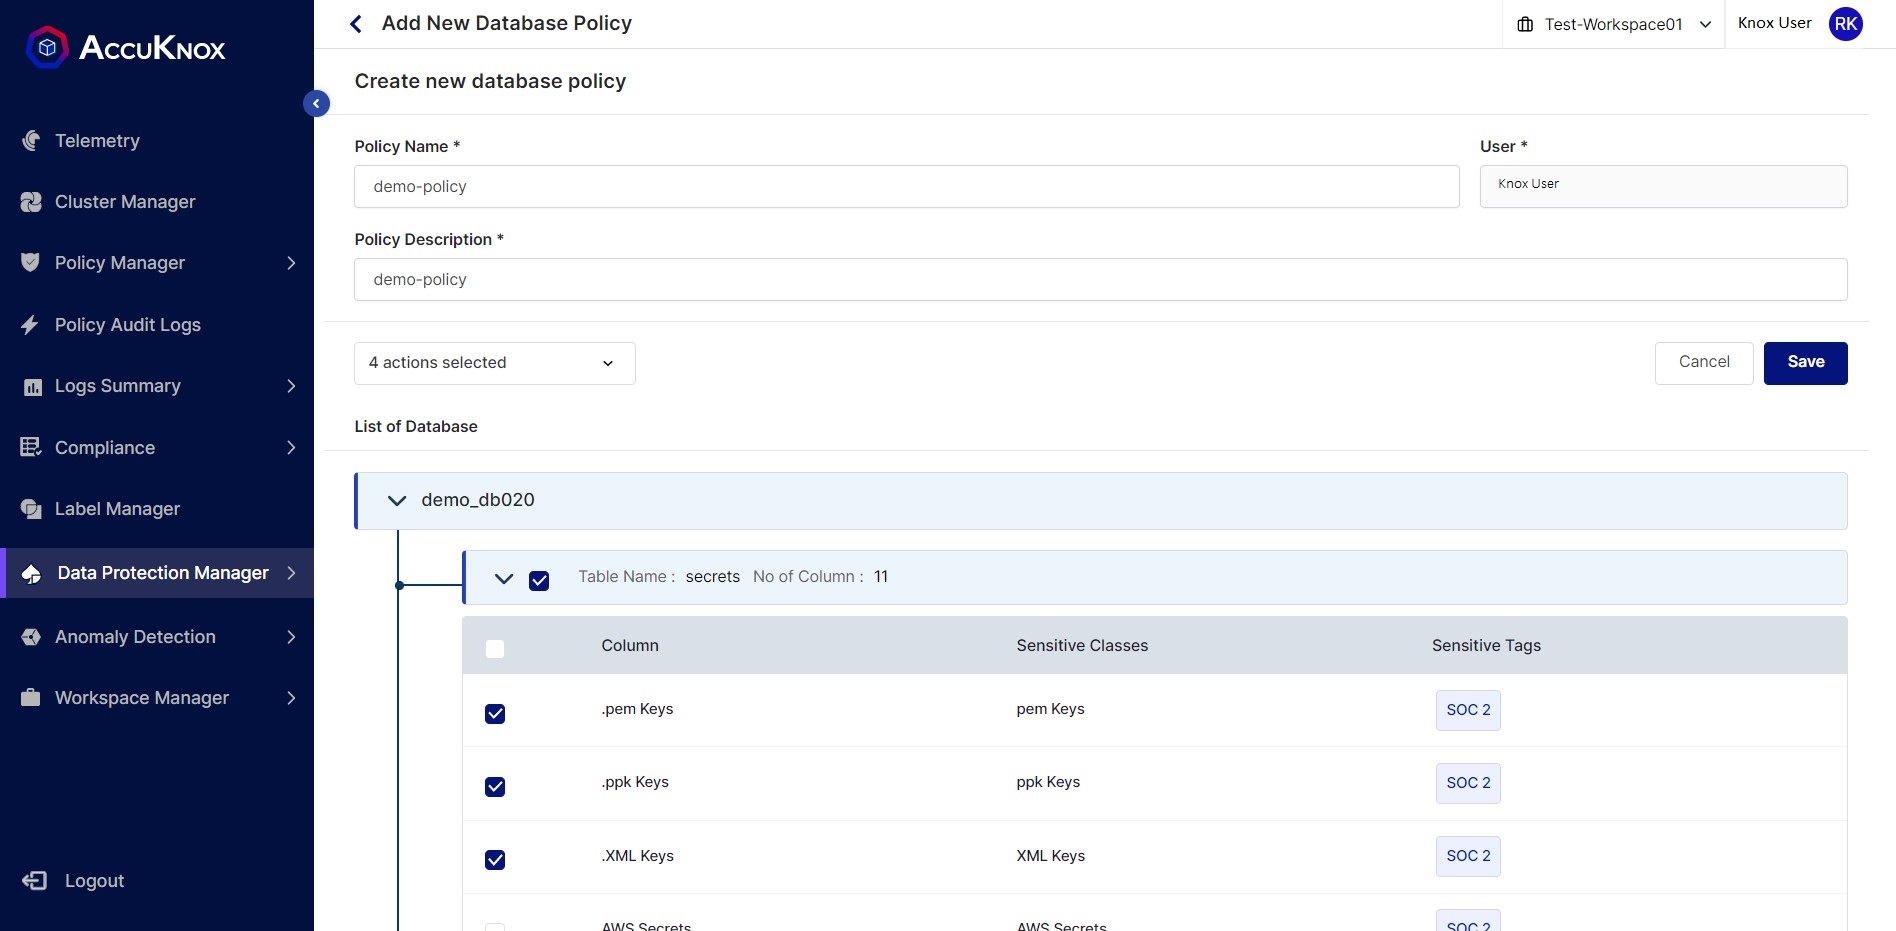 ACCUKNOX
Add New Database Policy
Test-Workspace01
Knox User
RK
Telemetry
Cluster Manager
Policy Manager
Policy Audit Logs
Logs Summary
Compliance
Label Manager
Data Protection Manager
Anomaly Detection
Workspace Manager
Logout
Create new database policy
Policy Name *
User *
demo-policy
Knox User
Policy Description *
demo-policy
4 actions selected
Cancel
Save
List of Database
demo_db020
Table Name : secrets No of Column : 11
Column Sensitive Classes Sensitive Tags
.pem Keys pem Keys SOC 2
.ppk Keys ppk Keys SOC 2
.XML Keys XML Keys SOC 2
AWS Secrets AWS Secrets SOC 2